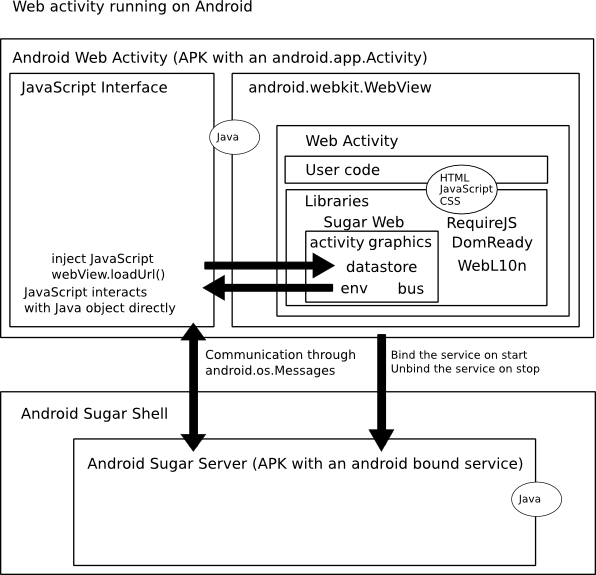 Web activity running on Android
Android Web Activity (APK with an android.app.Activity)
JavaScript Interface
android.webkit.WebView
Java
Web Activity
User code
HTML
JavaScript
CSS
Libraries
Sugar Web
RequireJS
activity graphics
DomReady
datastore
WebL10n
env bus
inject JavaScript
webView.loadUrl()
JavaScript interacts
with Java object directly
Communication through
android.os.Messages
Bind the service on start
Unbind the service on stop
Android Sugar Shell
Android Sugar Server (APK with an android bound service)
Java